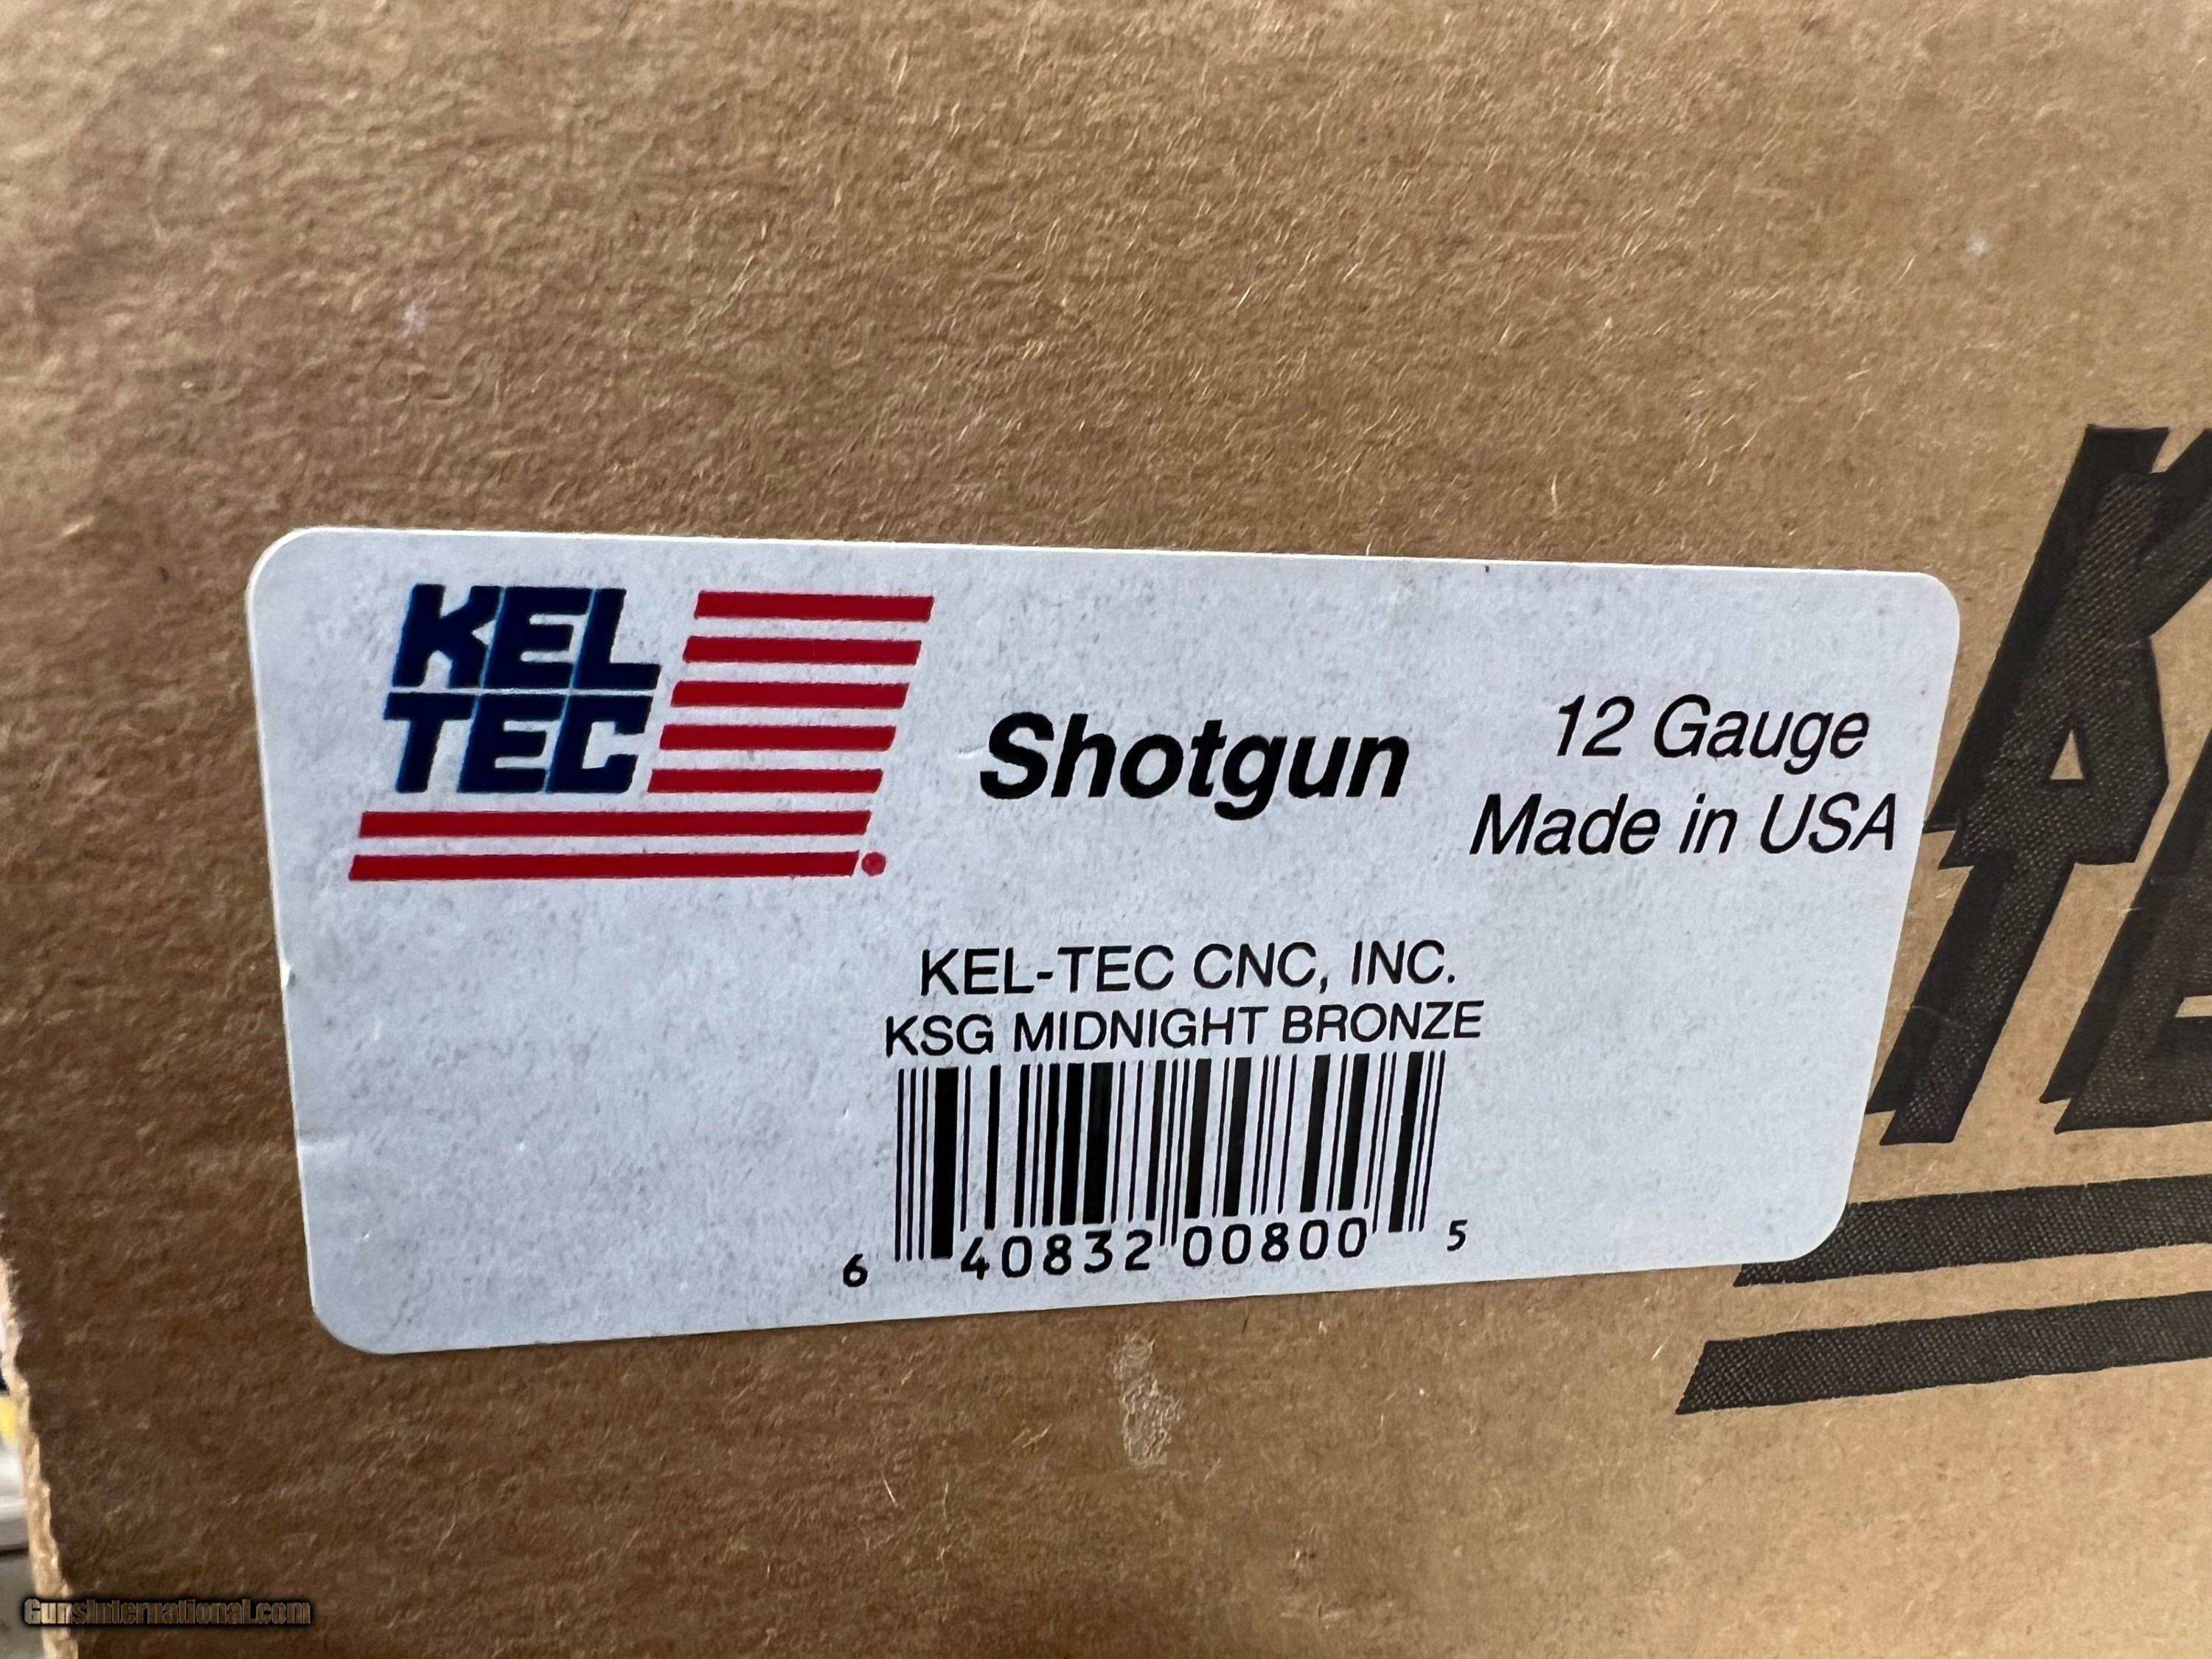 KEL
TEC
Shotgun
12 Gauge
Made in USA
KEL-TEC CNC, INC.
KSG MIDNIGHT BRONZE
6 40832 00800 5
GunsInternational.com